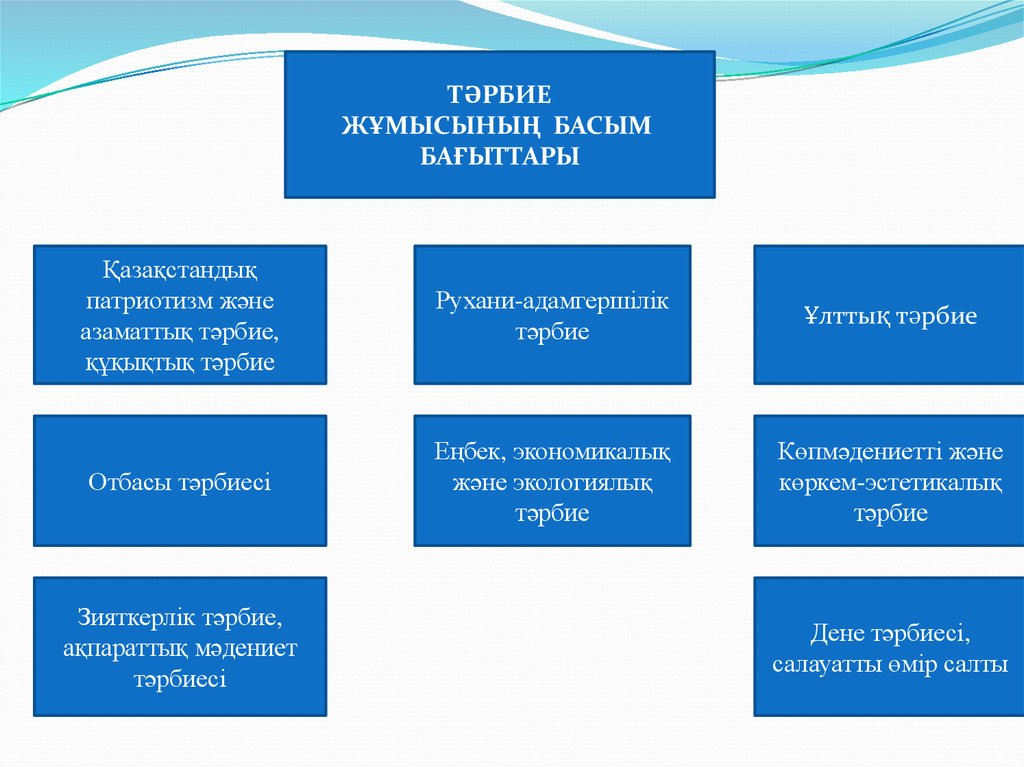 ТӘРБИЕ
ЖҰМЫСЫНЫҢ БАСЫМ
БАҒЫТТАРЫ
Қазақстандық
патриотизм және
азаматтық тәрбие,
құқықтық тәрбие
Рухани-адамгершілік
тәрбие
Ұлттық тәрбие
Отбасы тәрбиесі
Еңбек, экономикалық
және экологиялық
тәрбие
Көпмәдениетті және
көркем-эстетикалық
тәрбие
Зияткерлік тәрбие,
ақпараттық мәдениет
тәрбиесі
Дене тәрбиесі,
салауатты өмір салты